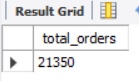 Result Grid
total_orders
21350